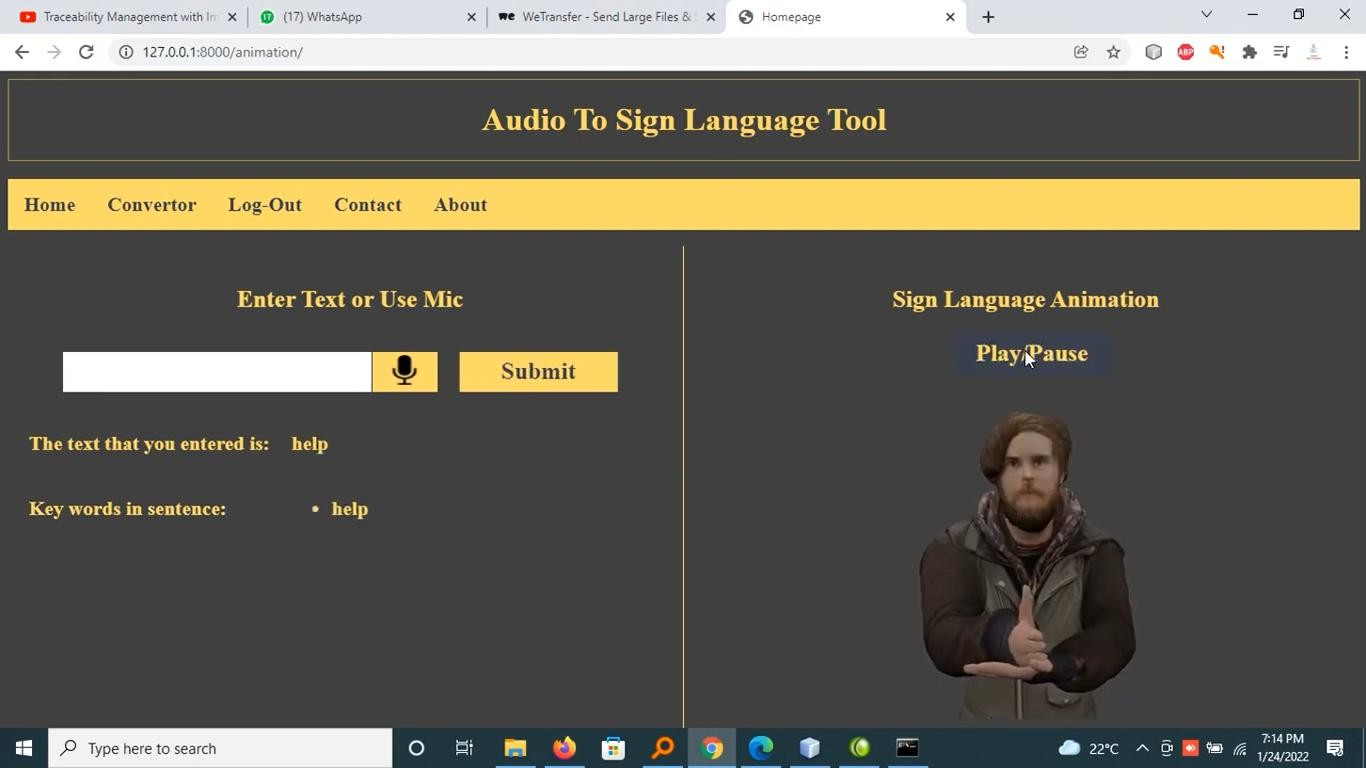 Traceability Management with Im
(17) WhatsApp
WeTransfer - Send Large Files &
Homepage
127.0.0.1:8000/animation/
ABP
Audio To Sign Language Tool
Home Convertor Log-Out Contact About
Enter Text or Use Mic
Sign Language Animation
Play/Pause
Submit
The text that you entered is: help
Key words in sentence: • help
Type here to search
22°C
7:14 PM
1/24/2022